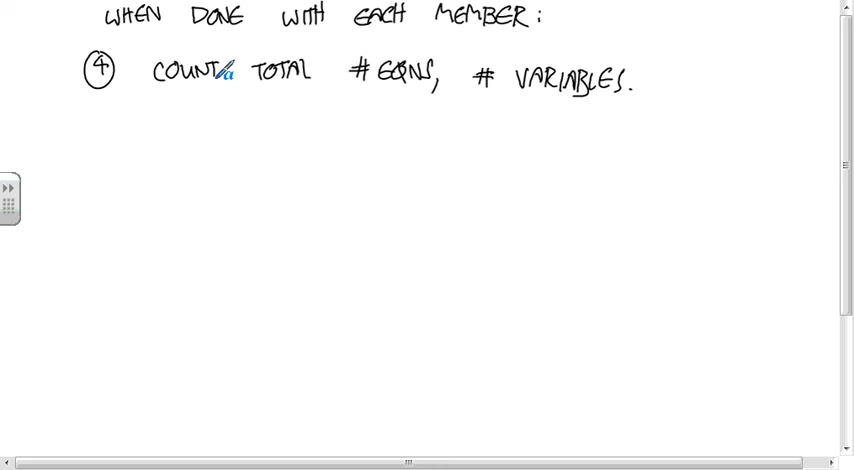 WHEN DONE WITH EACH MEMBER:
④ COUNT TOTAL # EQNS, # VARIABLES.